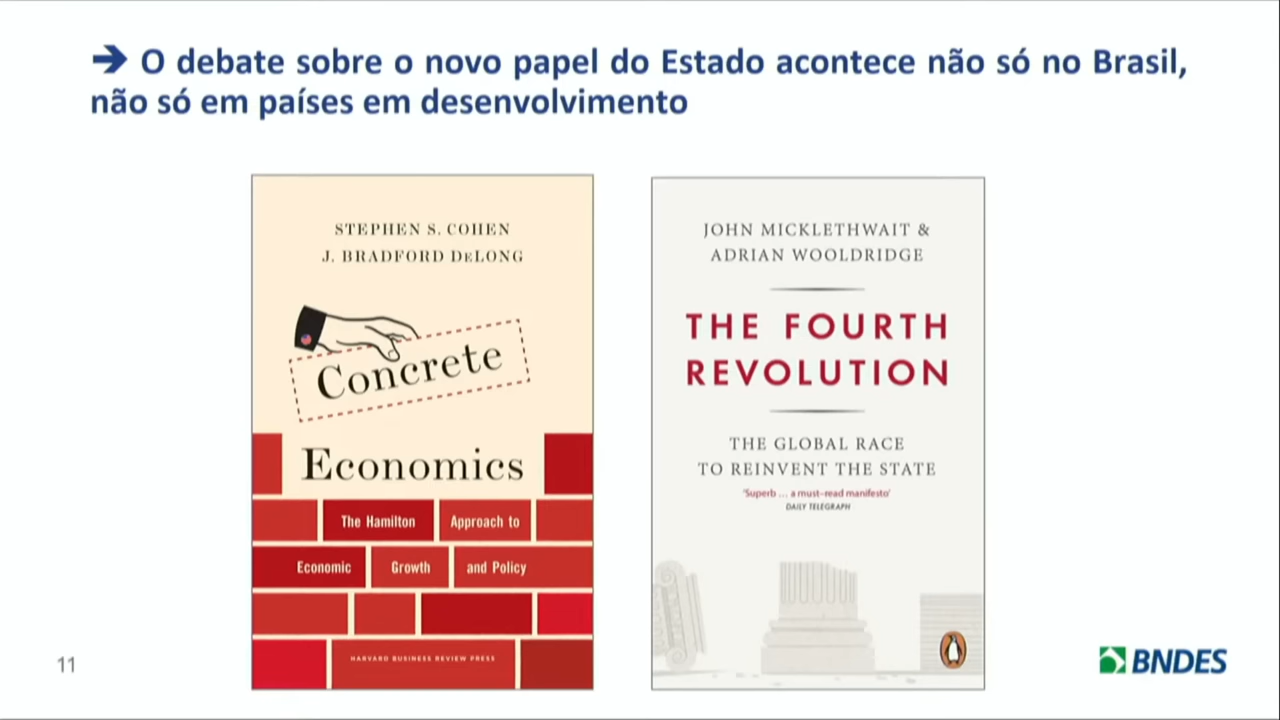 ➔ O debate sobre o novo papel do Estado acontece não só no Brasil,
não só em países em desenvolvimento
STEPHEN S. COHEN
J. BRADFORD DeLONG
Concrete
Economics
The Hamilton Approach to
Economic Growth and Policy
HARVARD BUSINESS REVIEW PRESS
JOHN MICKLETHWAIT &
ADRIAN WOOLDRIDGE
THE FOURTH
REVOLUTION
THE GLOBAL RACE
TO REINVENT THE STATE
'Superb ... a must-read manifesto'
DAILY TELEGRAPH
11
BNDES